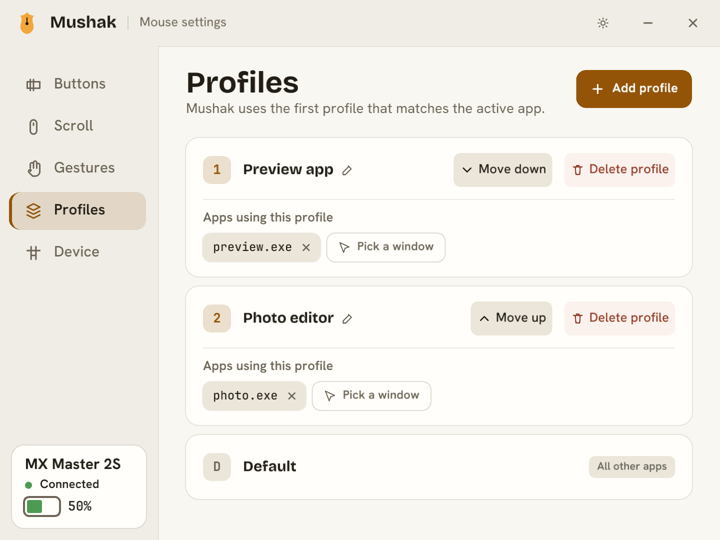 Mushak
Mouse settings
Buttons
Scroll
Gestures
Profiles
Device
MX Master 2S
Connected
50%
Profiles
Mushak uses the first profile that matches the active app.
Add profile
1 Preview app Move down Delete profile
Apps using this profile
preview.exe Pick a window
2 Photo editor Move up Delete profile
Apps using this profile
photo.exe Pick a window
D Default All other apps